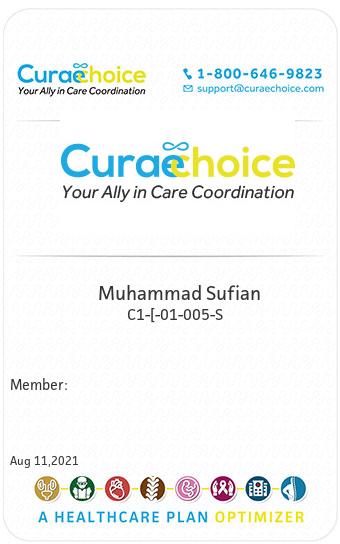 Curaechoice
Your Ally in Care Coordination
1-800-646-9823
support@curaechoice.com
Curaechoice
Your Ally in Care Coordination
Muhammad Sufian
C1-[-01-005-S
Member:
Aug 11,2021
A HEALTHCARE PLAN OPTIMIZER